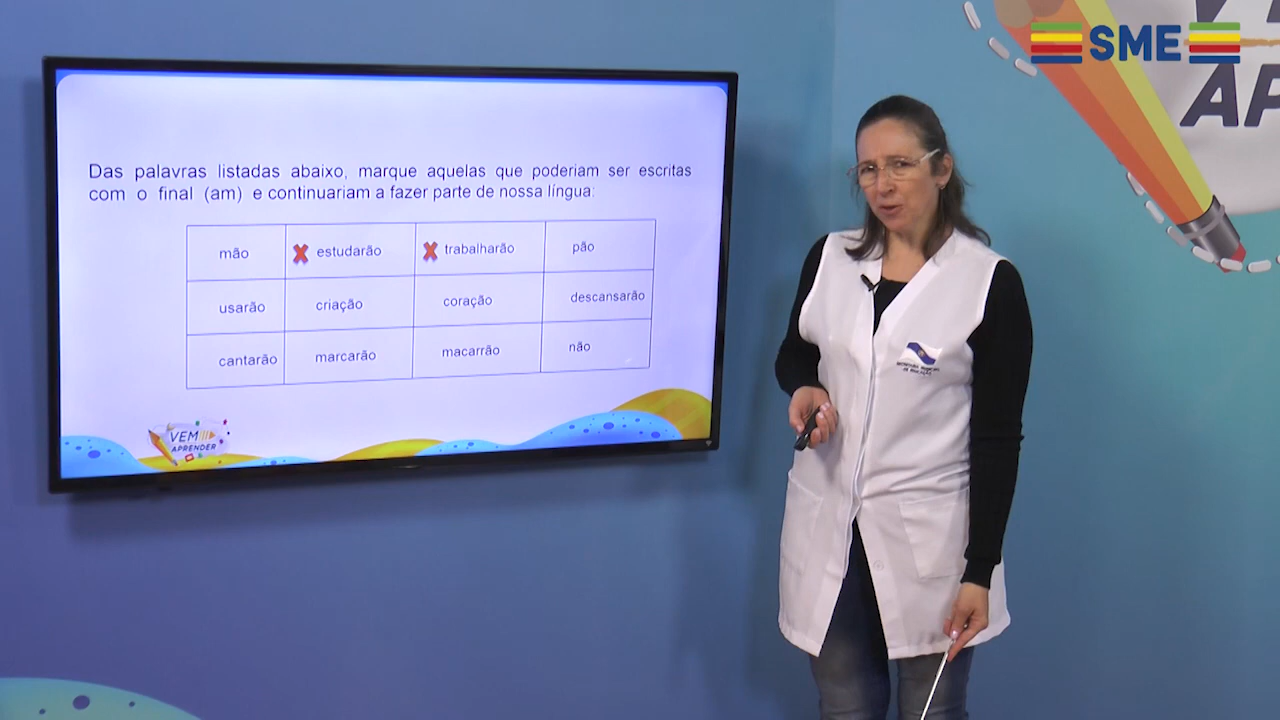 SME
AP
Das palavras listadas abaixo, marque aquelas que poderiam ser escritas
com o final (am) e continuariam a fazer parte de nossa língua:
mão estudarão trabalharão pão
usarão criação coração descansarão
cantarão marcarão macarrão não
VEM
APRENDER